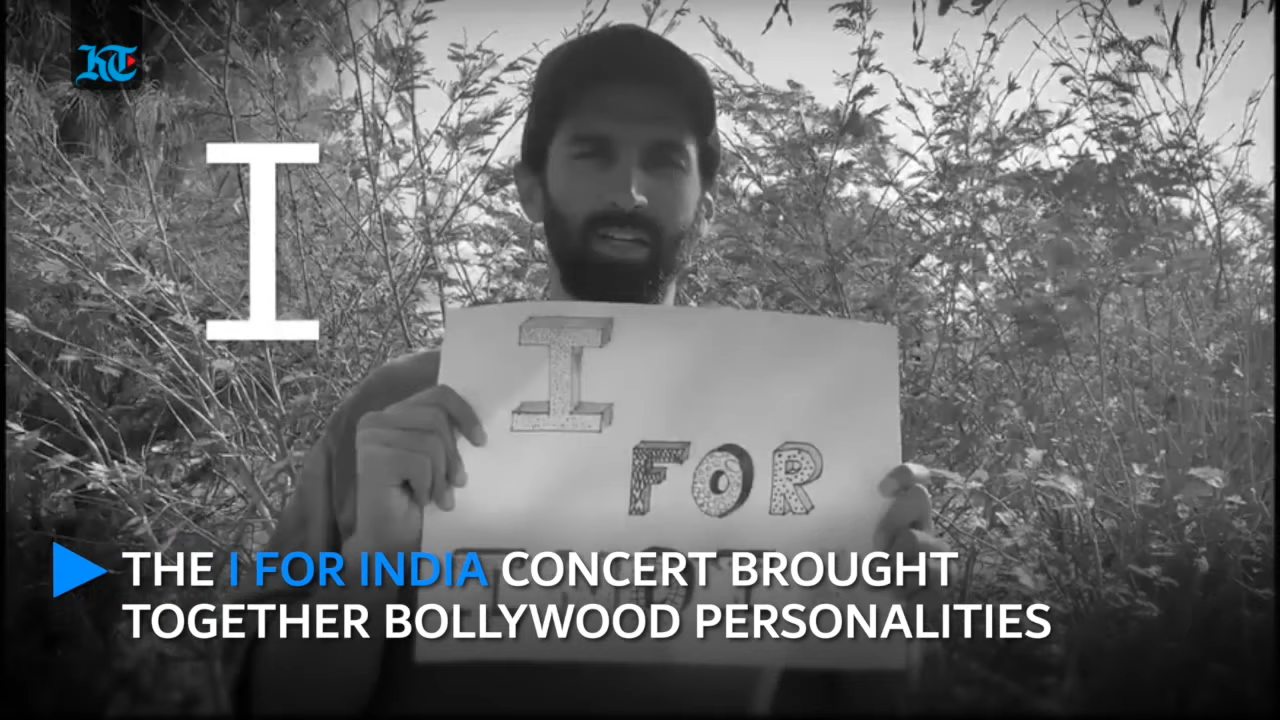 KT
I
I
FOR
THE I FOR INDIA CONCERT BROUGHT
TOGETHER BOLLYWOOD PERSONALITIES